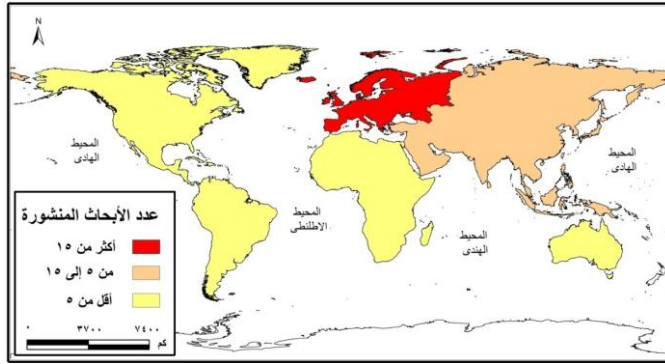 N
المحيط
الهادى
المحيط
الاطلنطى
المحيط
الهندى
المحيط
الهادى
عدد الأبحاث المنشورة
أكثر من ١٥
من ٥ إلى ١٥
أقل من ٥
٠ ٣٧٠٠ ٧٤٠٠
كم